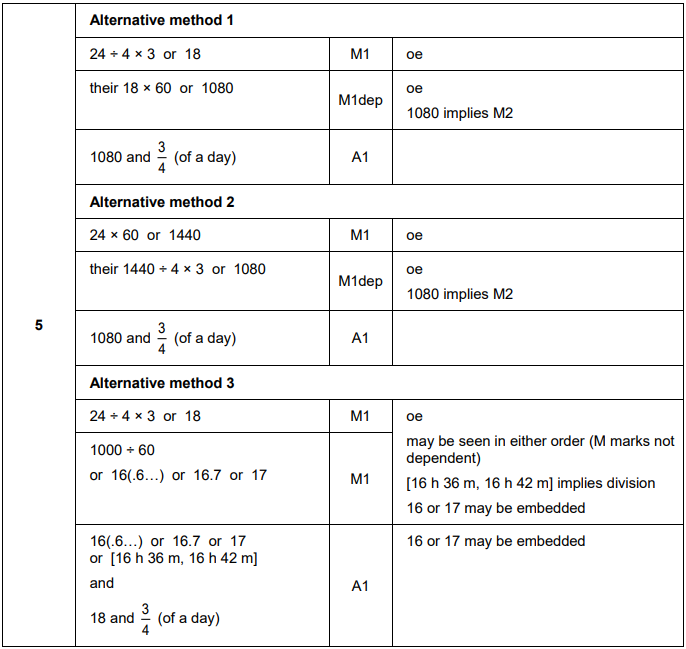 5
Alternative method 1
24 ÷ 4 × 3 or 18
M1
oe
their 18 × 60 or 1080
M1dep
oe
1080 implies M2
1080 and 3/4 (of a day)
A1
Alternative method 2
24 × 60 or 1440
M1
oe
their 1440 ÷ 4 × 3 or 1080
M1dep
oe
1080 implies M2
1080 and 3/4 (of a day)
A1
Alternative method 3
24 ÷ 4 × 3 or 18
M1
oe
1000 ÷ 60
or 16(.6…) or 16.7 or 17
M1
may be seen in either order (M marks not
dependent)
[16 h 36 m, 16 h 42 m] implies division
16 or 17 may be embedded
16(.6…) or 16.7 or 17
or [16 h 36 m, 16 h 42 m]
and
18 and 3/4 (of a day)
A1
16 or 17 may be embedded